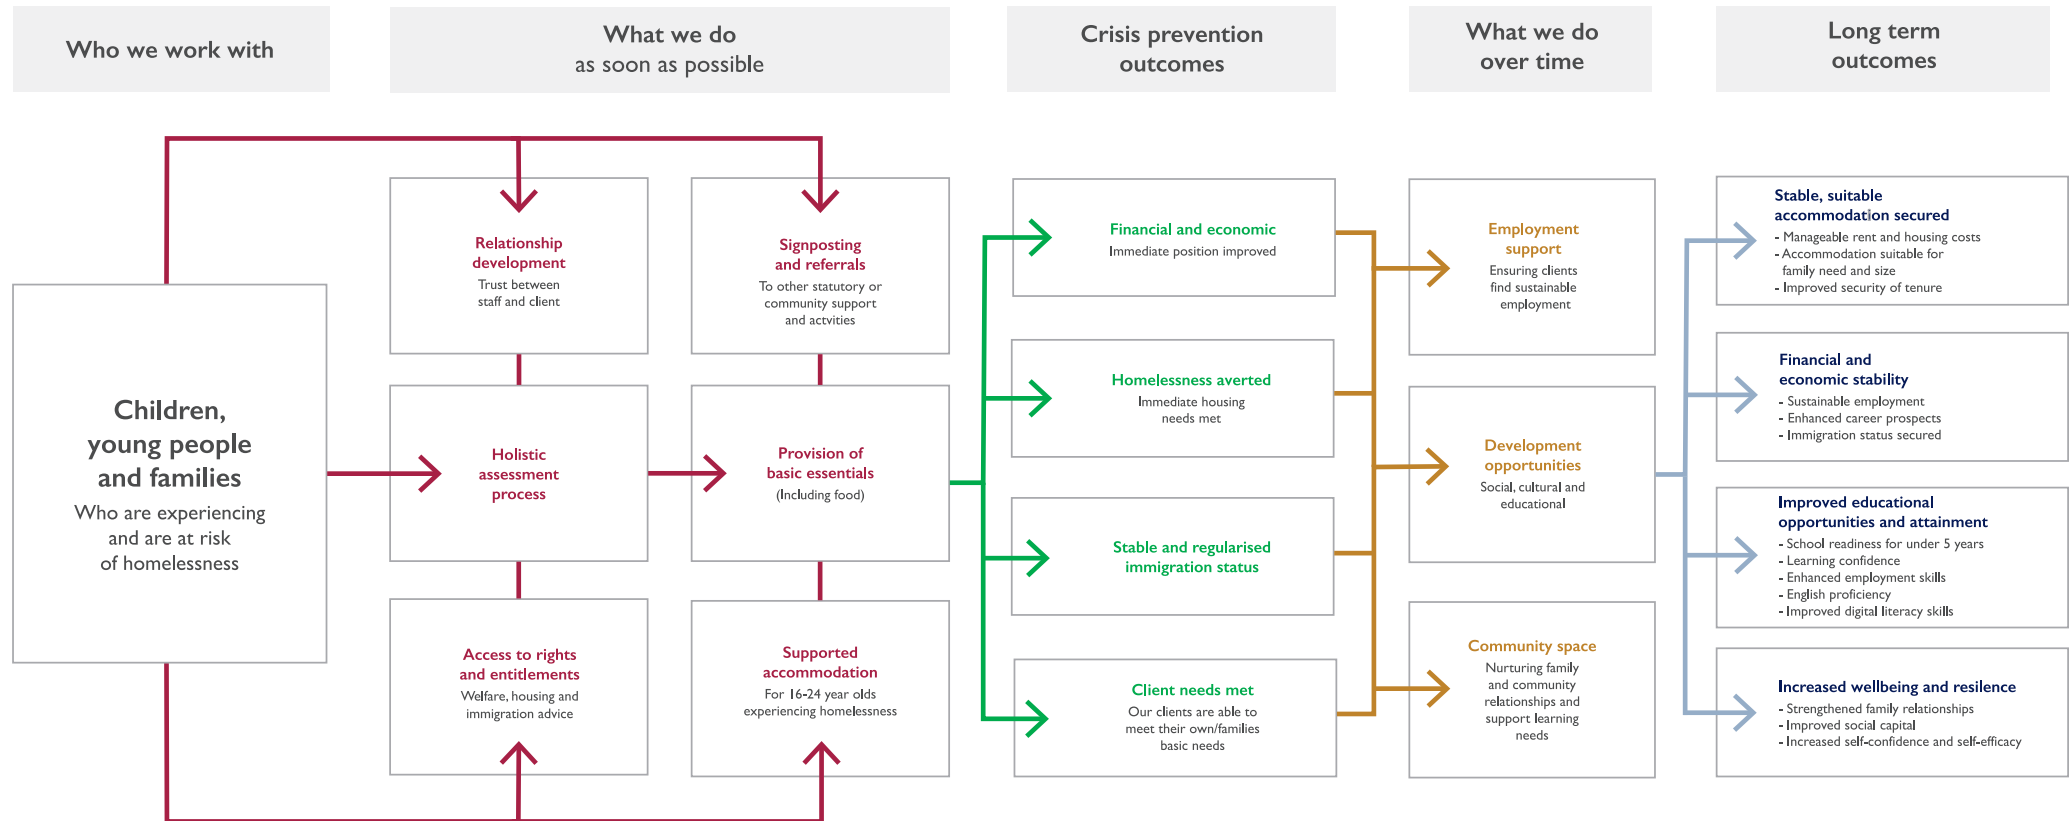 Who we work with
What we do
as soon as possible
Crisis prevention
outcomes
What we do
over time
Long term
outcomes
Children,
young people
and families
Who are experiencing
and are at risk
of homelessness
Relationship
development
Trust between
staff and client
Holistic
assessment
process
Access to rights
and entitlements
Welfare, housing and
immigration advice
Signposting
and referrals
To other statutory or
community support
and actvities
Provision of
basic essentials
(Including food)
Supported
accommodation
For 16-24 year olds
experiencing homelessness
Financial and economic
Immediate position improved
Homelessness averted
Immediate housing
needs met
Stable and regularised
immigration status
Client needs met
Our clients are able to
meet their own/families
basic needs
Employment
support
Ensuring clients
find sustainable
employment
Development
opportunities
Social, cultural and
educational
Community space
Nurturing family
and community
relationships and
support learning
needs
Stable, suitable
accommodation secured
- Manageable rent and housing costs
- Accommodation suitable for
family need and size
- Improved security of tenure
Financial and
economic stability
- Sustainable employment
- Enhanced career prospects
- Immigration status secured
Improved educational
opportunities and attainment
- School readiness for under 5 years
- Learning confidence
- Enhanced employment skills
- English proficiency
- Improved digital literacy skills
Increased wellbeing and resilence
- Strengthened family relationships
- Improved social capital
- Increased self-confidence and self-efficacy